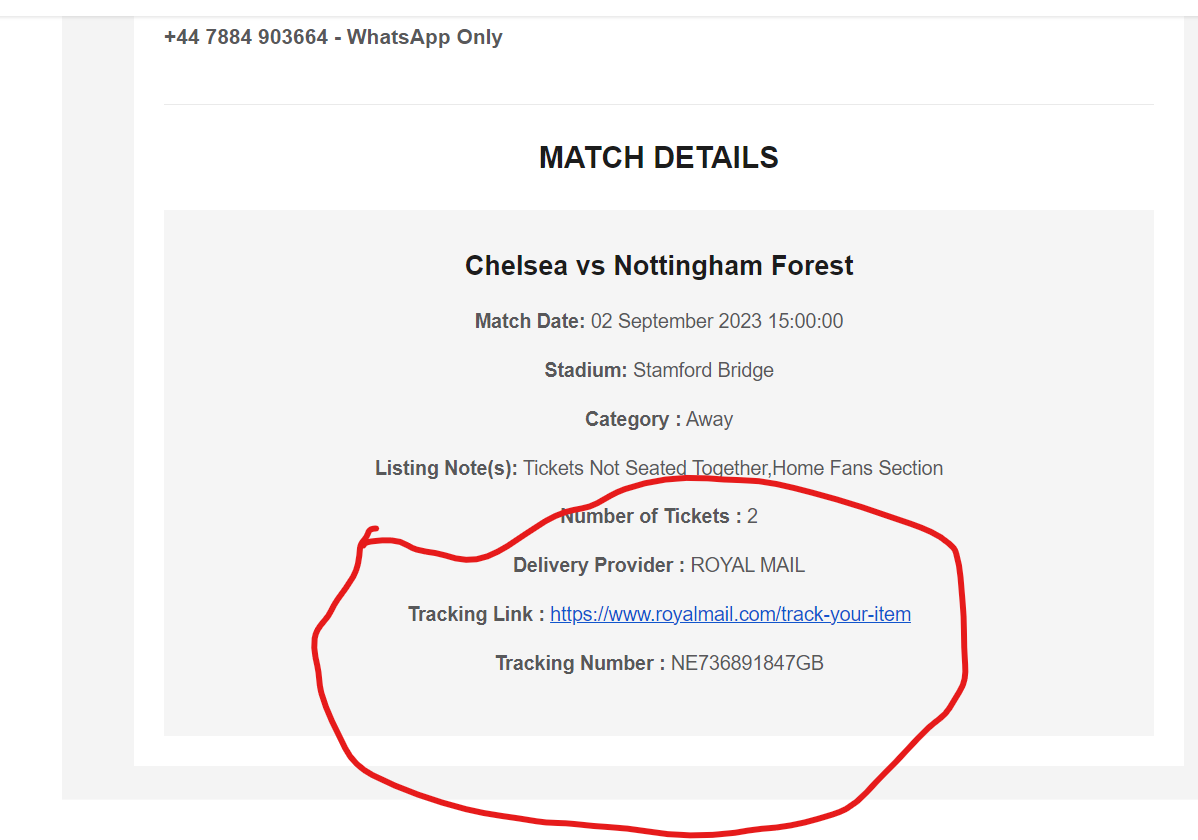 +44 7884 903664 - WhatsApp Only
MATCH DETAILS
Chelsea vs Nottingham Forest
Match Date: 02 September 2023 15:00:00
Stadium: Stamford Bridge
Category : Away
Listing Note(s): Tickets Not Seated Together,Home Fans Section
Number of Tickets : 2
Delivery Provider : ROYAL MAIL
Tracking Link : https://www.royalmail.com/track-your-item
Tracking Number : NE736891847GB